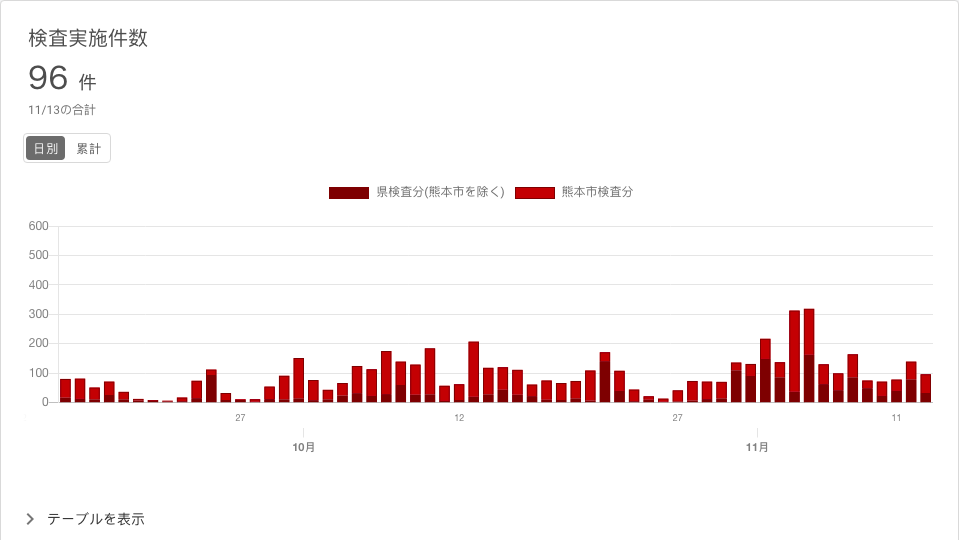 検査実施件数
96 件
11/13の合計
日別 累計
県検査分(熊本市を除く) 熊本市検査分
600
500
400
300
200
100
0
27 12 27 11
10月 11月
テーブルを表示